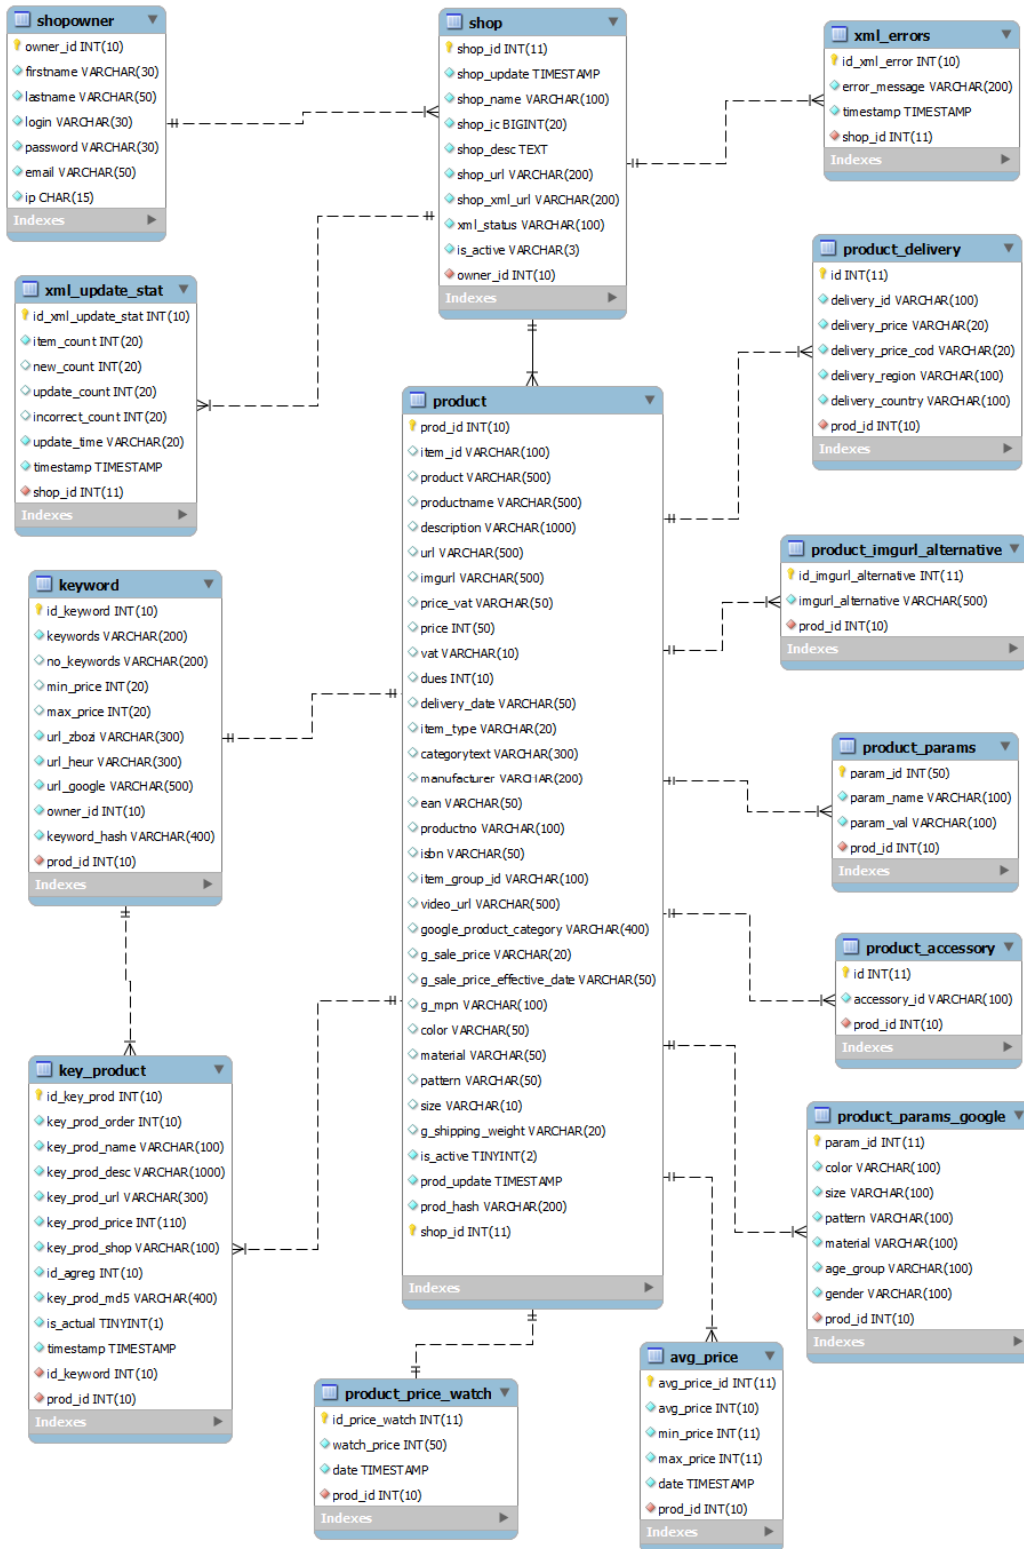 shopowner
owner_id INT(10)
firstname VARCHAR(30)
lastname VARCHAR(50)
login VARCHAR(30)
password VARCHAR(30)
email VARCHAR(50)
ip CHAR(15)
Indexes
shop
shop_id INT(11)
shop_update TIMESTAMP
shop_name VARCHAR(100)
shop_ic BIGINT(20)
shop_desc TEXT
shop_url VARCHAR(200)
shop_xml_url VARCHAR(200)
xml_status VARCHAR(100)
is_active VARCHAR(3)
owner_id INT(10)
Indexes
xml_errors
id_xml_error INT(10)
error_message VARCHAR(200)
timestamp TIMESTAMP
shop_id INT(11)
Indexes
xml_update_stat
id_xml_update_stat INT(10)
item_count INT(20)
new_count INT(20)
update_count INT(20)
incorrect_count INT(20)
update_time VARCHAR(20)
timestamp TIMESTAMP
shop_id INT(11)
Indexes
product_delivery
id INT(11)
delivery_id VARCHAR(100)
delivery_price VARCHAR(20)
delivery_price_cod VARCHAR(20)
delivery_region VARCHAR(100)
delivery_country VARCHAR(100)
prod_id INT(10)
Indexes
product
prod_id INT(10)
item_id VARCHAR(100)
product VARCHAR(500)
productname VARCHAR(500)
description VARCHAR(1000)
url VARCHAR(500)
imgurl VARCHAR(500)
price_vat VARCHAR(50)
price INT(50)
vat VARCHAR(10)
dues INT(10)
delivery_date VARCHAR(50)
item_type VARCHAR(20)
categorytext VARCHAR(300)
manufacturer VARCHAR(200)
ean VARCHAR(50)
productno VARCHAR(100)
isbn VARCHAR(50)
item_group_id VARCHAR(100)
video_url VARCHAR(500)
google_product_category VARCHAR(400)
g_sale_price VARCHAR(20)
g_sale_price_effective_date VARCHAR(50)
g_mpn VARCHAR(100)
color VARCHAR(50)
material VARCHAR(50)
pattern VARCHAR(50)
size VARCHAR(10)
g_shipping_weight VARCHAR(20)
is_active TINYINT(2)
prod_update TIMESTAMP
prod_hash VARCHAR(200)
shop_id INT(11)
Indexes
product_imgurl_alternative
id_imgurl_alternative INT(11)
imgurl_alternative VARCHAR(500)
prod_id INT(10)
Indexes
keyword
id_keyword INT(10)
keywords VARCHAR(200)
no_keywords VARCHAR(200)
min_price INT(20)
max_price INT(20)
url_zbozi VARCHAR(300)
url_heur VARCHAR(300)
url_google VARCHAR(500)
owner_id INT(10)
keyword_hash VARCHAR(400)
prod_id INT(10)
Indexes
product_params
param_id INT(50)
param_name VARCHAR(100)
param_val VARCHAR(100)
prod_id INT(10)
Indexes
product_accessory
id INT(11)
accessory_id VARCHAR(100)
prod_id INT(10)
Indexes
key_product
id_key_prod INT(10)
key_prod_order INT(10)
key_prod_name VARCHAR(100)
key_prod_desc VARCHAR(1000)
key_prod_url VARCHAR(300)
key_prod_price INT(110)
key_prod_shop VARCHAR(100)
id_agreg INT(10)
key_prod_md5 VARCHAR(400)
is_actual TINYINT(1)
timestamp TIMESTAMP
id_keyword INT(10)
prod_id INT(10)
Indexes
product_params_google
param_id INT(11)
color VARCHAR(100)
size VARCHAR(100)
pattern VARCHAR(100)
material VARCHAR(100)
age_group VARCHAR(100)
gender VARCHAR(100)
prod_id INT(10)
Indexes
product_price_watch
id_price_watch INT(11)
watch_price INT(50)
date TIMESTAMP
prod_id INT(10)
Indexes
avg_price
avg_price_id INT(11)
avg_price INT(10)
min_price INT(11)
max_price INT(11)
date TIMESTAMP
prod_id INT(10)
Indexes